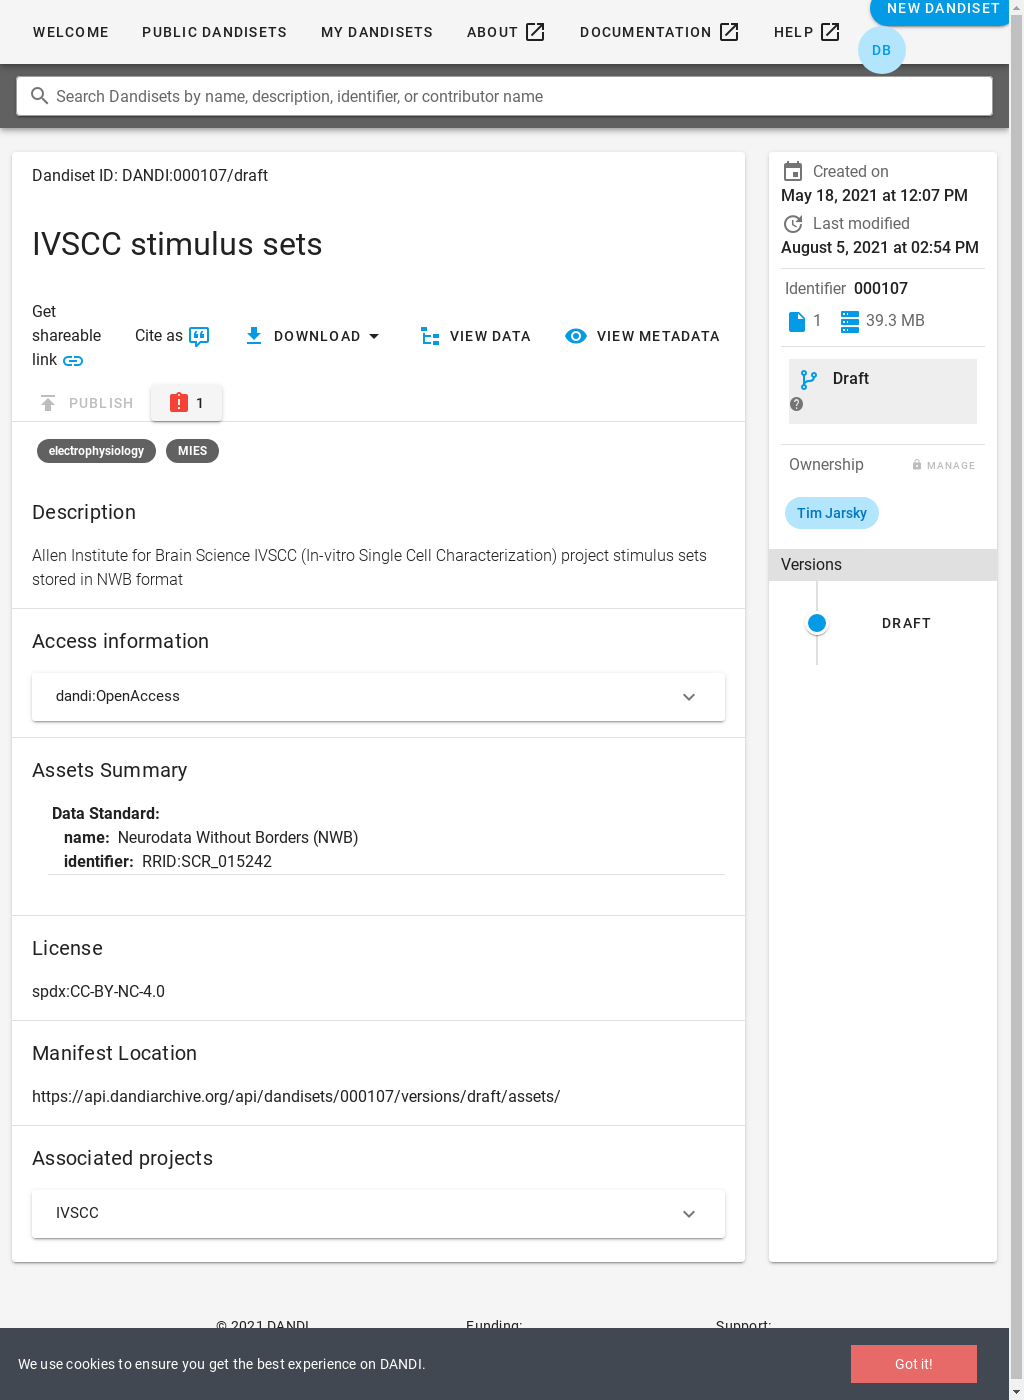 WELCOME PUBLIC DANDISETS MY DANDISETS ABOUT DOCUMENTATION HELP NEW DANDISET
DB
Search Dandisets by name, description, identifier, or contributor name
Dandiset ID: DANDI:000107/draft
IVSCC stimulus sets
Get
shareable
link
Cite as
DOWNLOAD
VIEW DATA
VIEW METADATA
PUBLISH
1
electrophysiology MIES
Description
Allen Institute for Brain Science IVSCC (In-vitro Single Cell Characterization) project stimulus sets
stored in NWB format
Access information
dandi:OpenAccess
Assets Summary
Data Standard:
name: Neurodata Without Borders (NWB)
identifier: RRID:SCR_015242
License
spdx:CC-BY-NC-4.0
Manifest Location
https://api.dandiarchive.org/api/dandisets/000107/versions/draft/assets/
Associated projects
IVSCC
Created on
May 18, 2021 at 12:07 PM
Last modified
August 5, 2021 at 02:54 PM
Identifier 000107
1 39.3 MB
Draft
Ownership MANAGE
Tim Jarsky
Versions
DRAFT
© 2021 DANDI Funding: Support:
We use cookies to ensure you get the best experience on DANDI.
Got it!